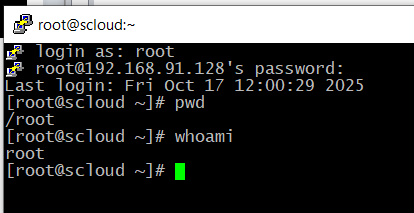 root@scloud:~
login as: root
root@192.168.91.128's password:
Last login: Fri Oct 17 12:00:29 2025
[root@scloud ~]# pwd
/root
[root@scloud ~]# whoami
root
[root@scloud ~]#